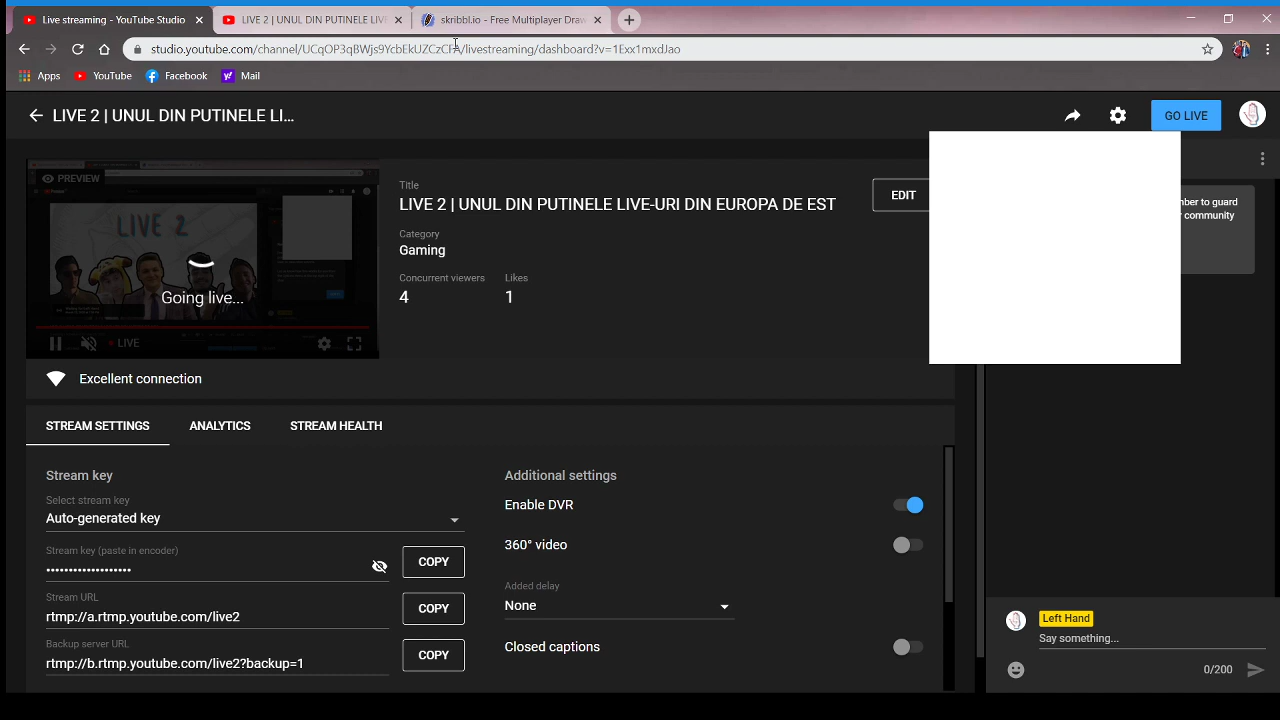 Live streaming - YouTube Studio
LIVE 2 | UNUL DIN PUTINELE LIVE
skribbl.io - Free Multiplayer Draw
studio.youtube.com/channel/UCqOP3qBWjs9YcbEkUZCzCFA/livestreaming/dashboard?v=1Exx1mxdJao
Apps YouTube Facebook Mail
LIVE 2 | UNUL DIN PUTINELE LI...
GO LIVE
PREVIEW
LIVE 2
Going live...
LIVE
Title
LIVE 2 | UNUL DIN PUTINELE LIVE-URI DIN EUROPA DE EST
EDIT
Category
Gaming
Concurrent viewers Likes
4 1
to guard
community
Excellent connection
STREAM SETTINGS ANALYTICS STREAM HEALTH
Stream key
Select stream key
Auto-generated key
Stream key (paste in encoder)
•••••••••••••••••••
COPY
Stream URL
rtmp://a.rtmp.youtube.com/live2
COPY
Backup server URL
rtmp://b.rtmp.youtube.com/live2?backup=1
COPY
Additional settings
Enable DVR
360° video
Added delay
None
Closed captions
Left Hand
Say something...
0/200